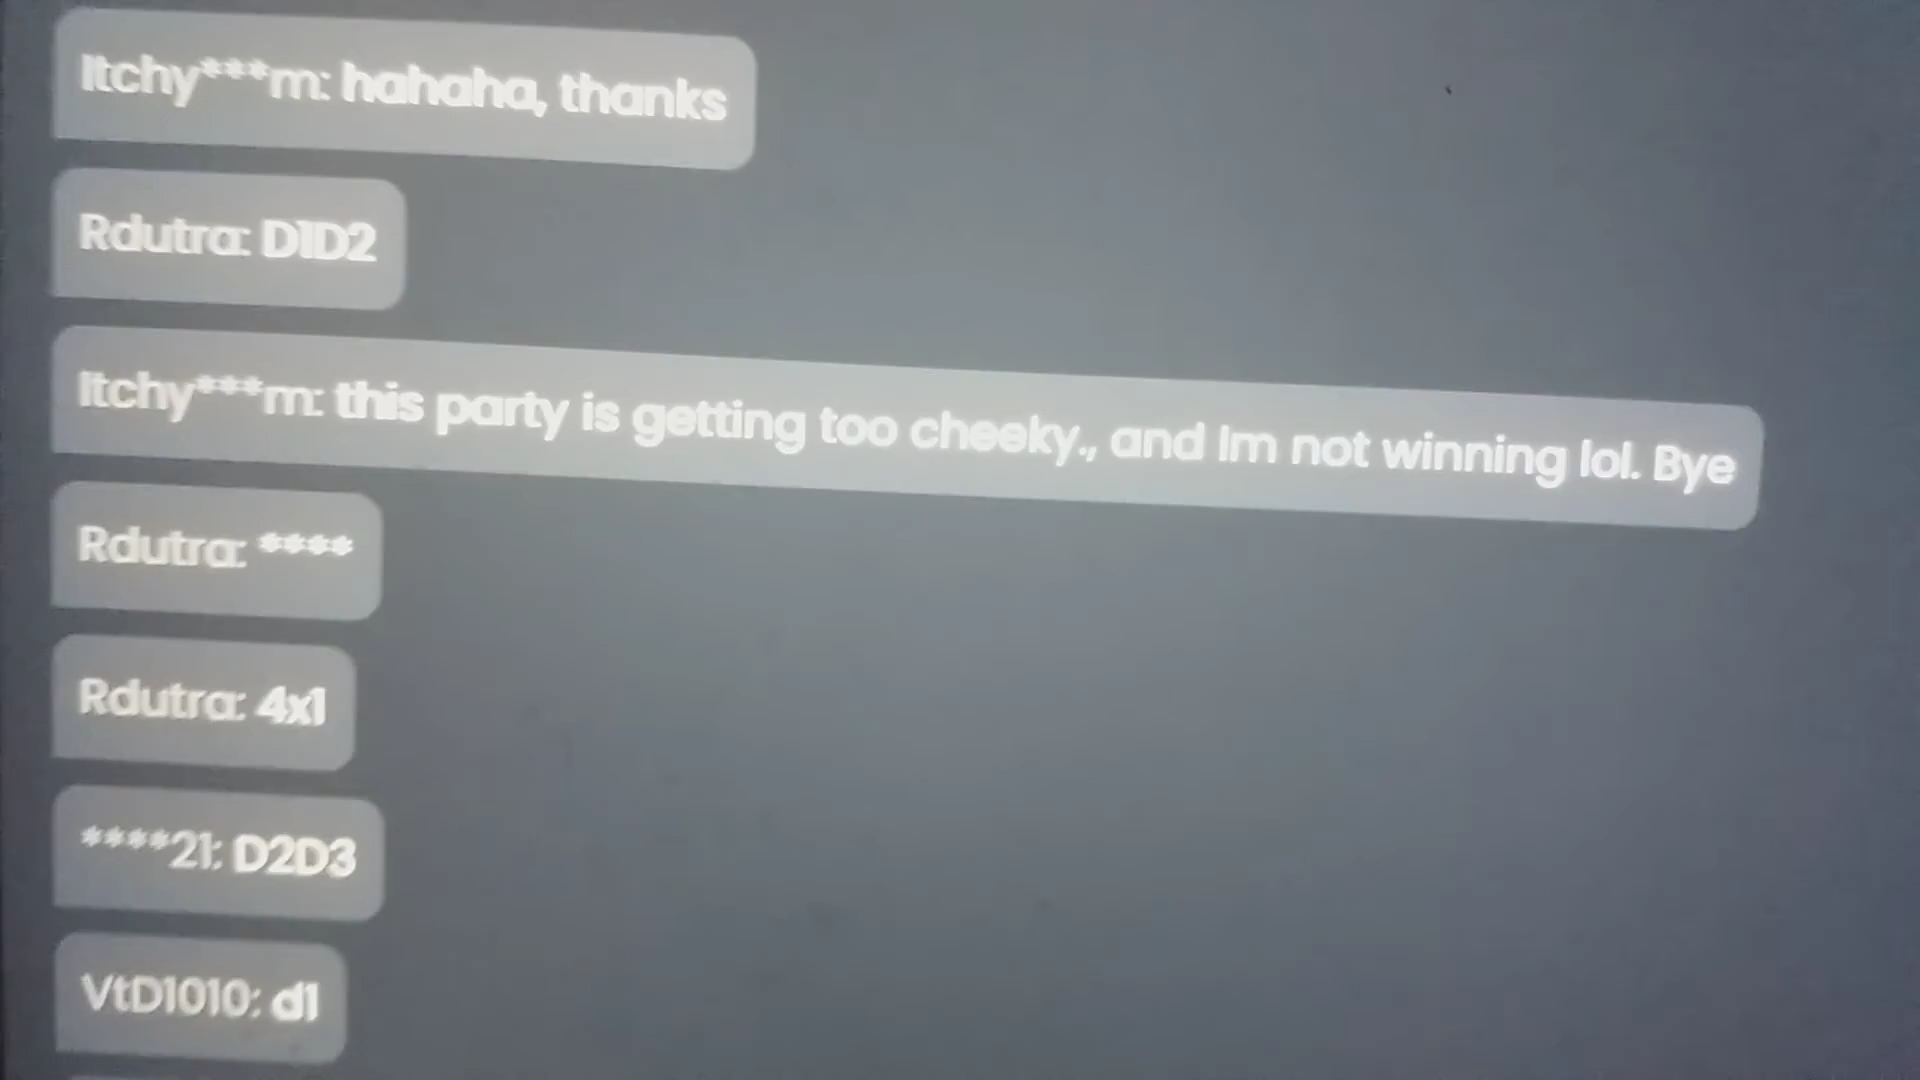 Itchy***m: hahaha, thanks
Rdutra: D1D2
Itchy***m: this party is getting too cheeky., and Im not winning lol. Bye
Rdutra: ****
Rdutra: 4x1
****21: D2D3
VtD1010: d1